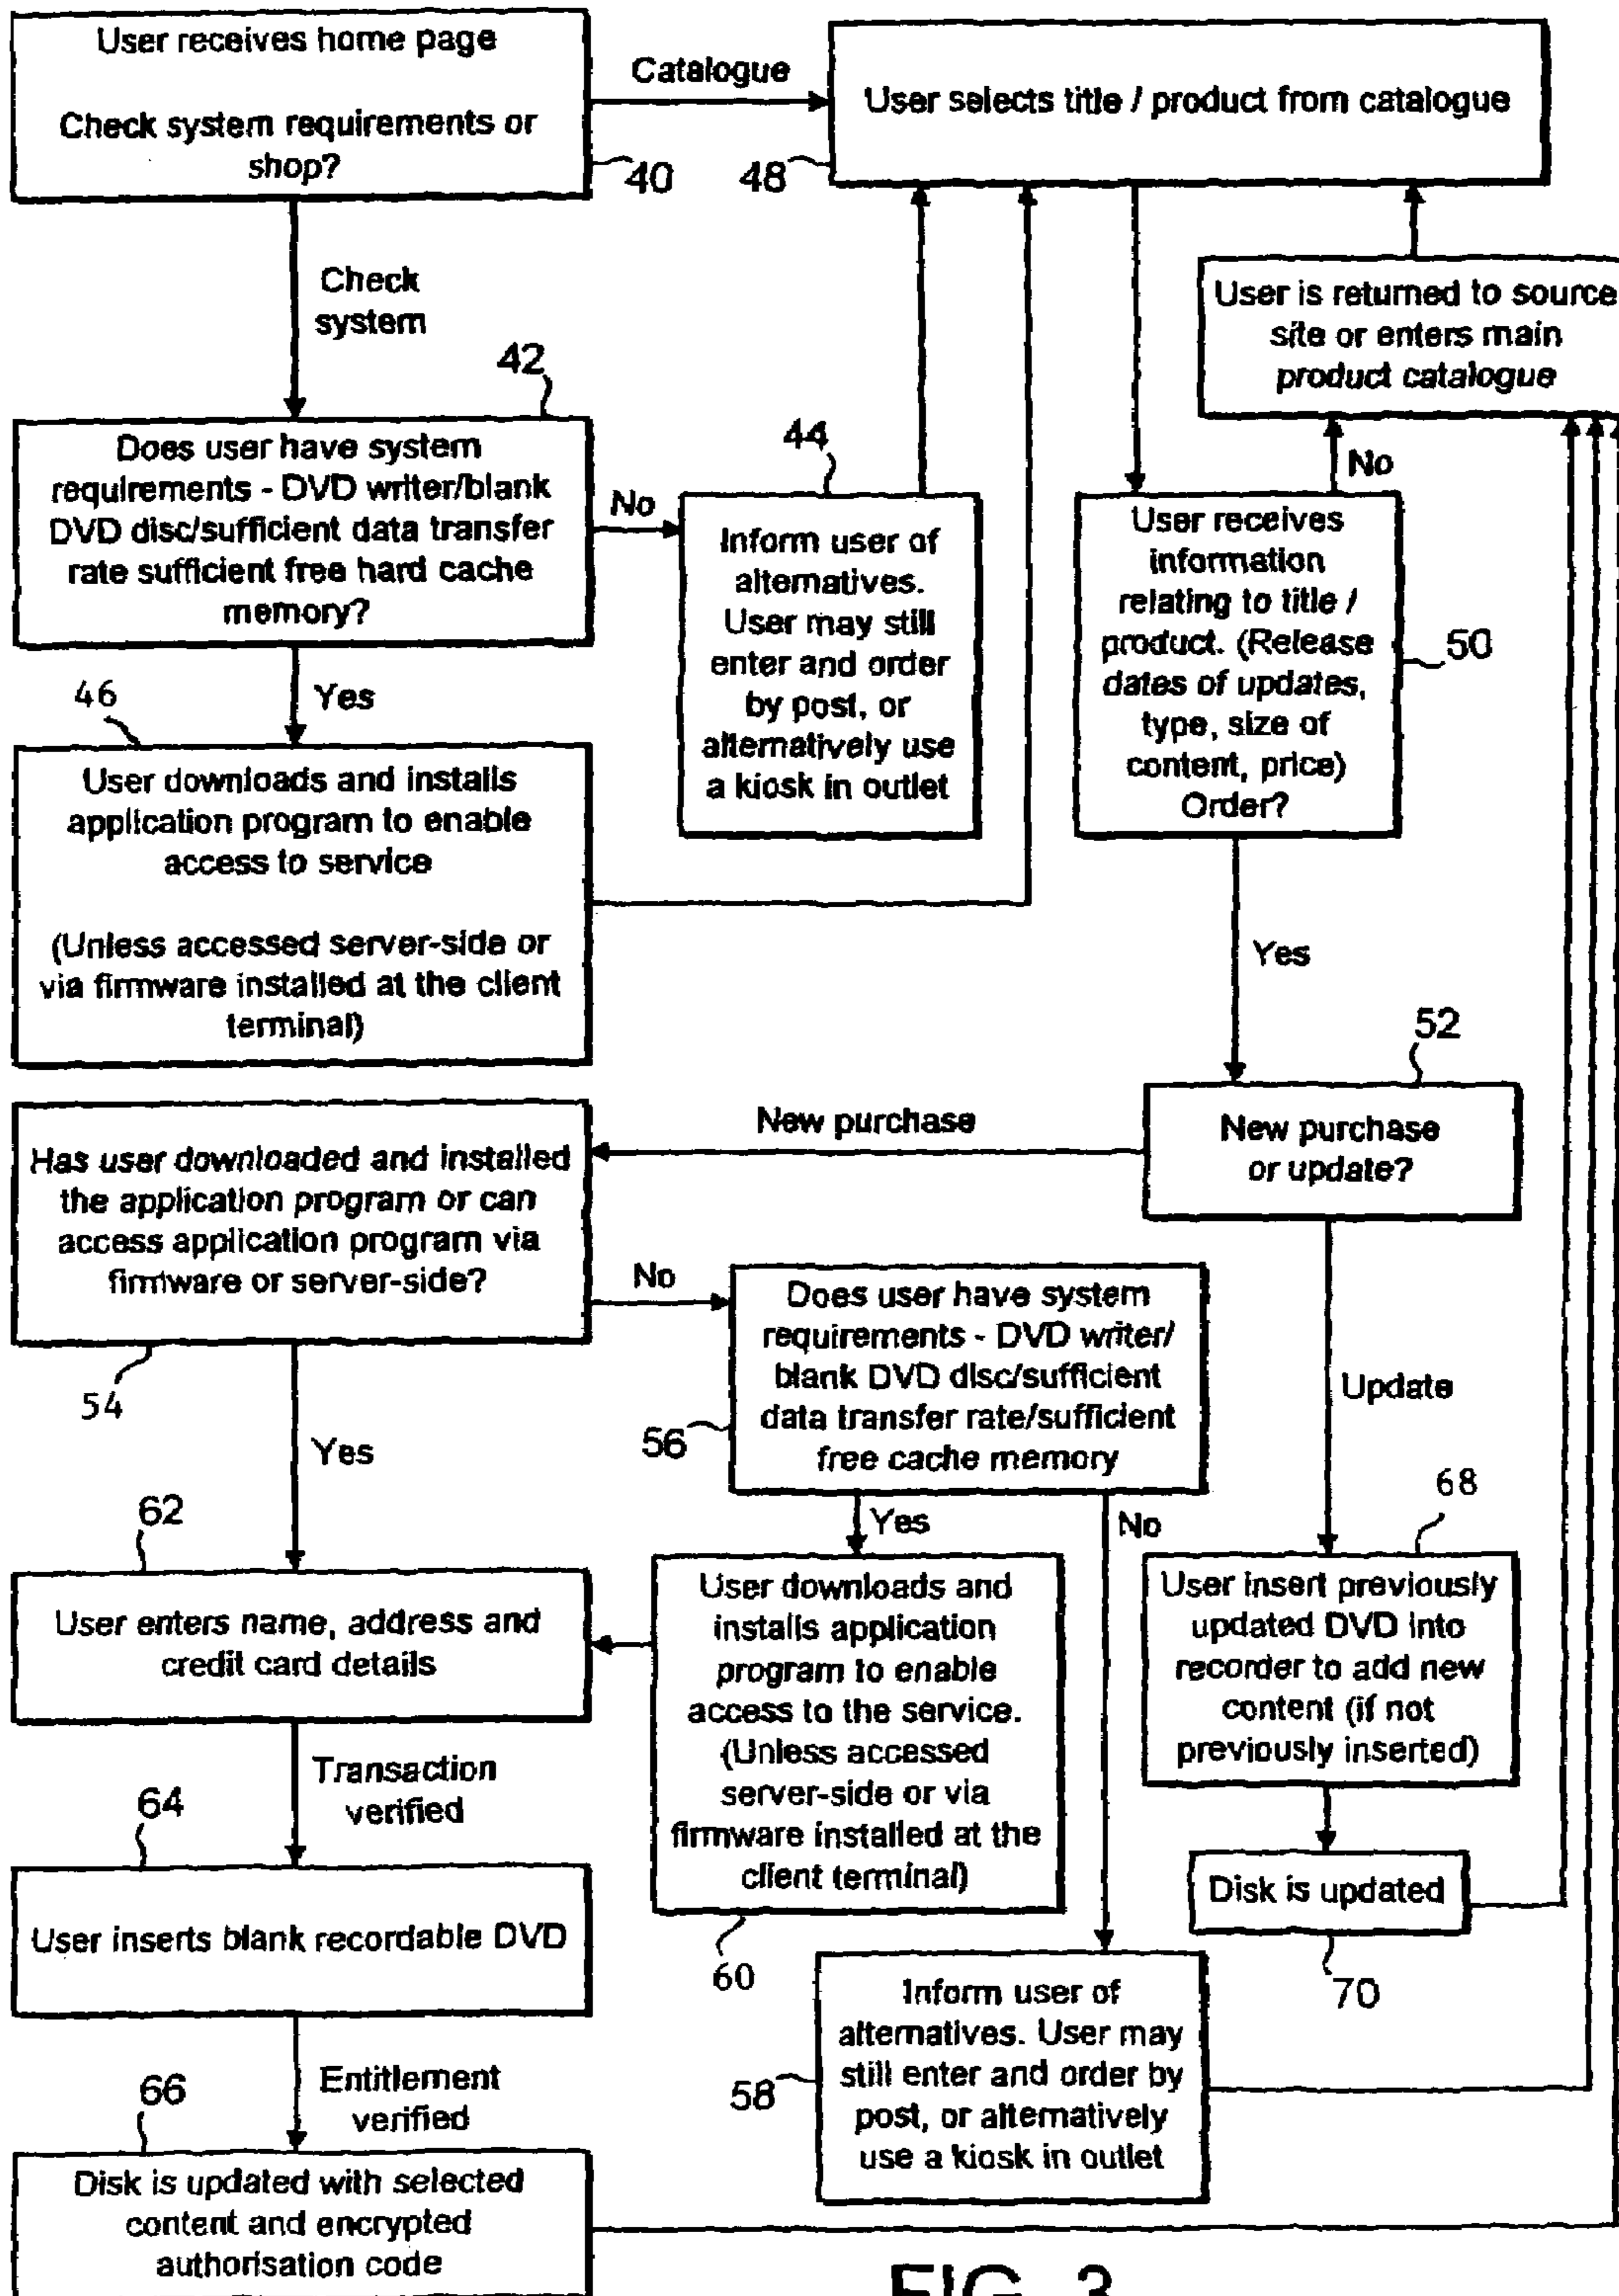 User receives home page
Check system requirements or
shop?
40
Catalogue
User selects title / product from catalogue
48
Check
system
User is returned to source
site or enters main
product catalogue
42
Does user have system
requirements - DVD writer/blank
DVD disc/sufficient data transfer
rate sufficient free hard cache
memory?
No
44
Inform user of
alternatives.
User may still
enter and order
by post, or
alternatively use
a kiosk in outlet
No
User receives
information
relating to title /
product. (Release
dates of updates,
type, size of
content, price)
Order?
50
Yes
46
User downloads and installs
application program to enable
access to service
(Unless accessed server-side or
via firmware installed at the client
terminal)
Yes
52
New purchase
or update?
New purchase
Has user downloaded and installed
the application program or can
access application program via
firmware or server-side?
54
No
Does user have system
requirements - DVD writer/
blank DVD disc/sufficient
data transfer rate/sufficient
free cache memory
56
Update
Yes
62
User enters name, address and
credit card details
Yes
No
User downloads and
installs application
program to enable
access to the service.
(Unless accessed
server-side or via
firmware installed at the
client terminal)
60
68
User insert previously
updated DVD into
recorder to add new
content (if not
previously inserted)
Transaction
verified
64
User inserts blank recordable DVD
Disk is updated
70
Inform user of
alternatives. User may
still enter and order by
post, or alternatively
use a kiosk in outlet
58
Entitlement
verified
66
Disk is updated with selected
content and encrypted
authorisation code
FIG. 3